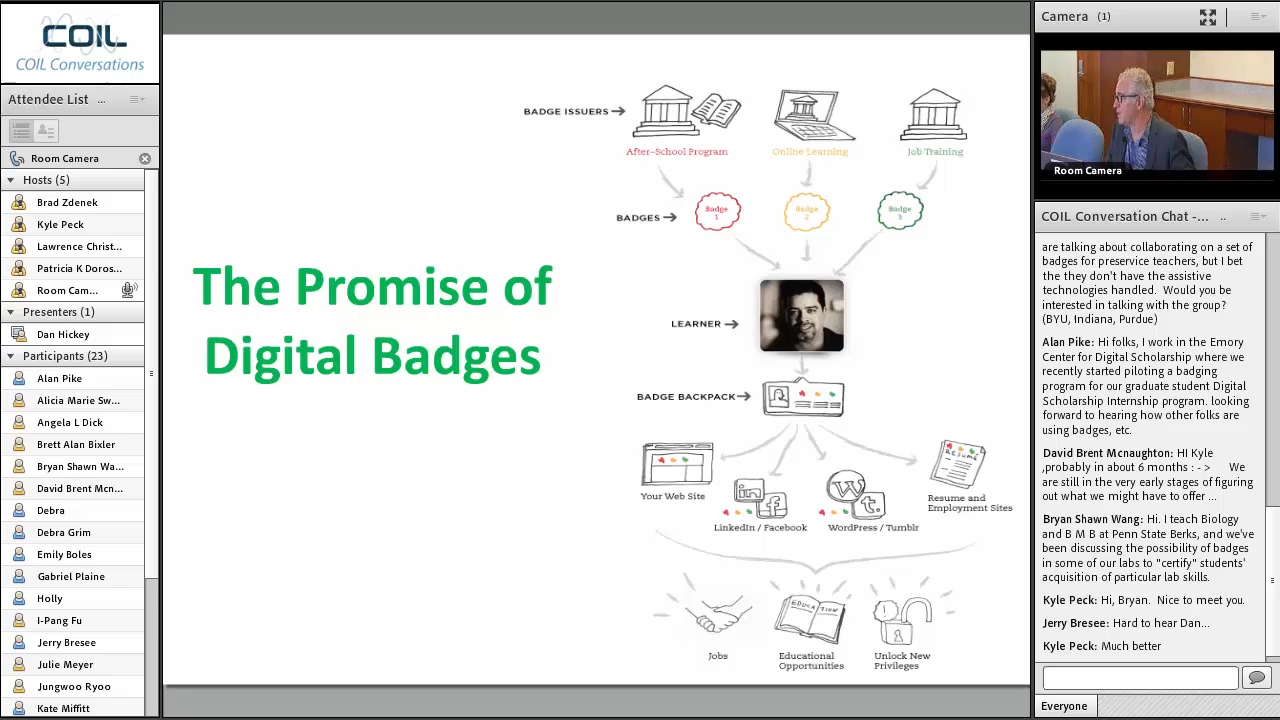 COIL
COIL Conversations
Attendee List ...
Room Camera
Hosts (5)
Brad Zdenek
Kyle Peck
Lawrence Christ...
Patricia K Doros...
Room Cam...
Presenters (1)
Dan Hickey
Participants (23)
Alan Pike
Alicia Marie Sw...
Angela L Dick
Brett Alan Bixler
Bryan Shawn Wa...
David Brent Mcn...
Debra
Debra Grim
Emily Boles
Gabriel Plaine
Holly
I-Pang Fu
Jerry Bresee
Julie Meyer
Jungwoo Ryoo
Kate Miffitt
The Promise of
Digital Badges
BADGE ISSUERS
After-School Program
Online Learning
Job Training
BADGES
Badge
1
Badge
2
Badge
3
LEARNER
BADGE BACKPACK
Your Web Site
in
f
LinkedIn / Facebook
W
t.
WordPress / Tumblr
RESUME
Resume and
Employment Sites
Jobs
EDUCATION
Educational
Opportunities
Unlock New
Privileges
Camera (1)
Room Camera
COIL Conversation Chat -... ..
are talking about collaborating on a set of
badges for preservice teachers, but I bet
the they don't have the assistive
technologies handled.  Would you be
interested in talking with the group?
(BYU, Indiana, Purdue)
Alan Pike: Hi folks, I work in the Emory
Center for Digital Scholarship where we
recently started piloting a badging
program for our graduate student Digital
Scholarship Internship program. looking
forward to hearing how other folks are
using badges, etc.
David Brent Mcnaughton: HI Kyle
,probably in about 6 months : - >      We
are still in the very early stages of figuring
out what we might have to offer ...
Bryan Shawn Wang: Hi. I teach Biology
and B M B at Penn State Berks, and we've
been discussing the possibility of badges
in some of our labs to "certify" students'
acquisition of particular lab skills.
Kyle Peck: Hi, Bryan.  Nice to meet you.
Jerry Bresee: Hard to hear Dan...
Kyle Peck: Much better
Everyone